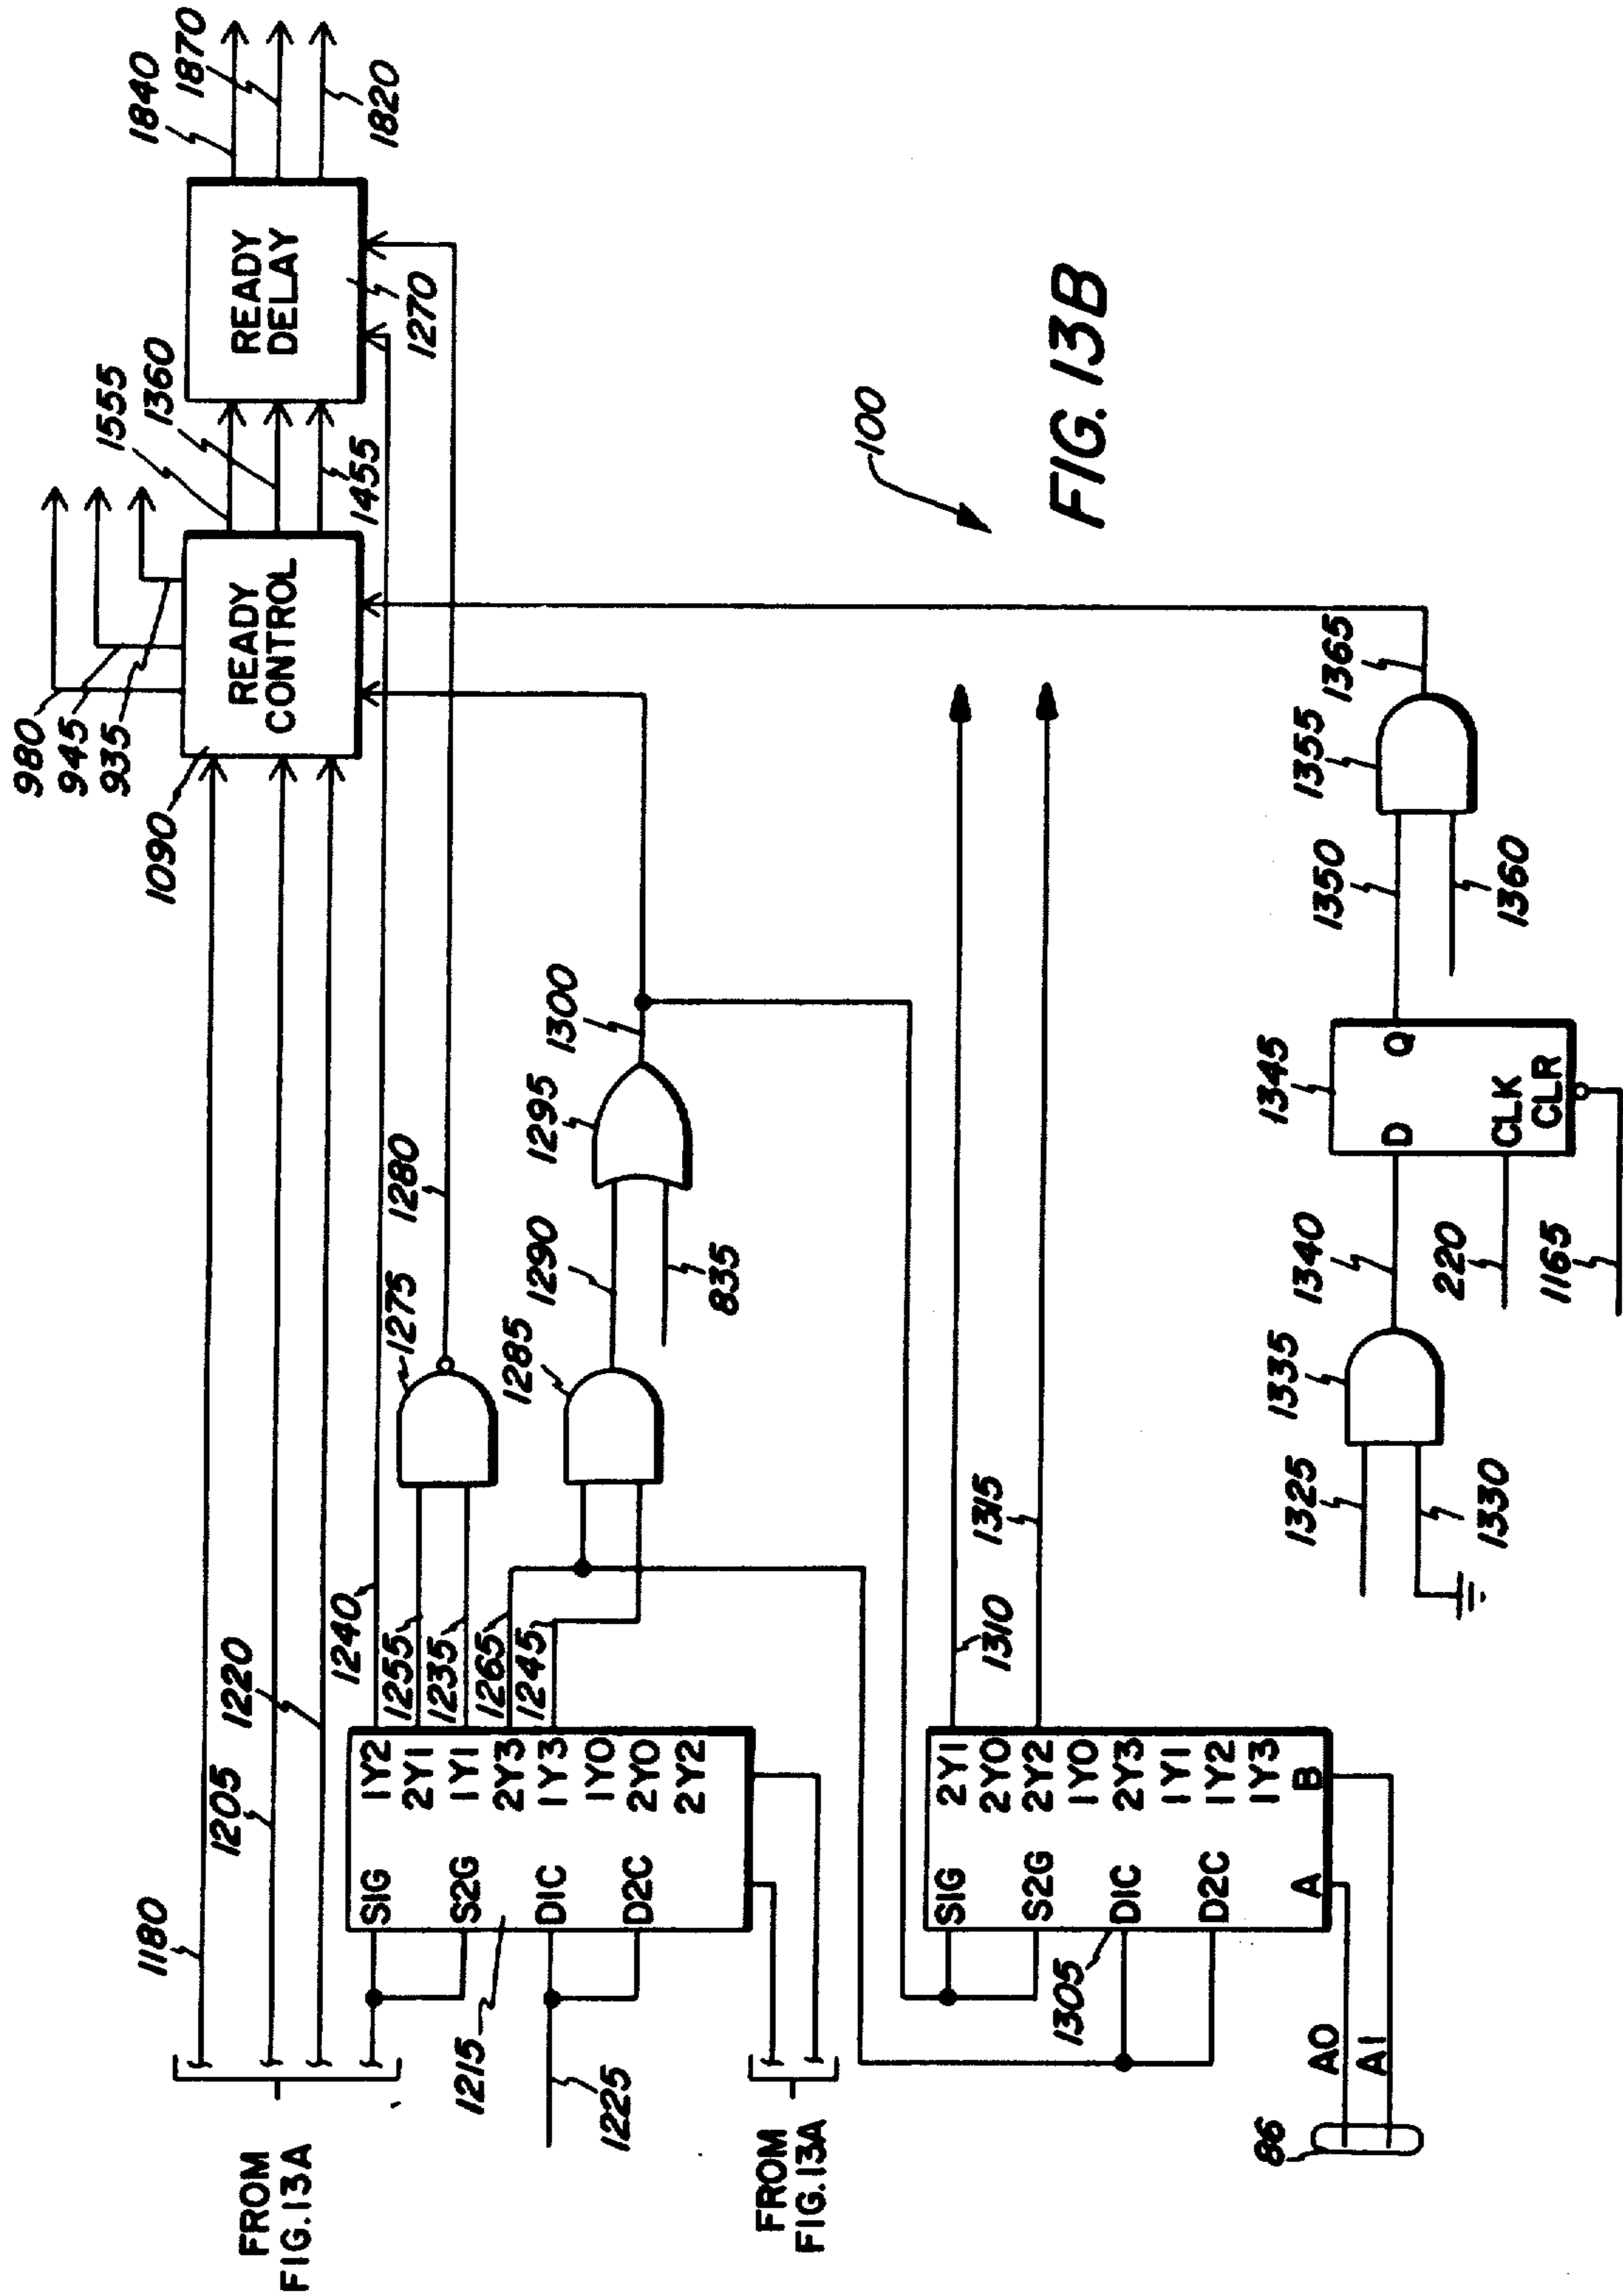 1840
1870
1820
READY
DELAY
1270
1555
1360
1455
980
945
935
READY
CONTROL
1090
1180
1205
1220
FROM
FIG.13A
1240
1255
1235
1265
1245
1275
1280
1285
1290
835
1295
1300
SIG
S2G
DIC
D2C
1Y2
2Y1
1Y1
2Y3
1Y3
1Y0
2Y0
2Y2
1215
1225
FROM
FIG.13A
100
FIG. 13B
1310
1315
SIG
S2G
DIC
D2C
2Y1
2Y0
2Y2
1Y0
2Y3
1Y1
1Y2
1Y3
A
B
1305
A0
A1
86
1325
1330
1335
1340
220
1165
1345
D
Q
CLK
CLR
1350
1360
1355
1365